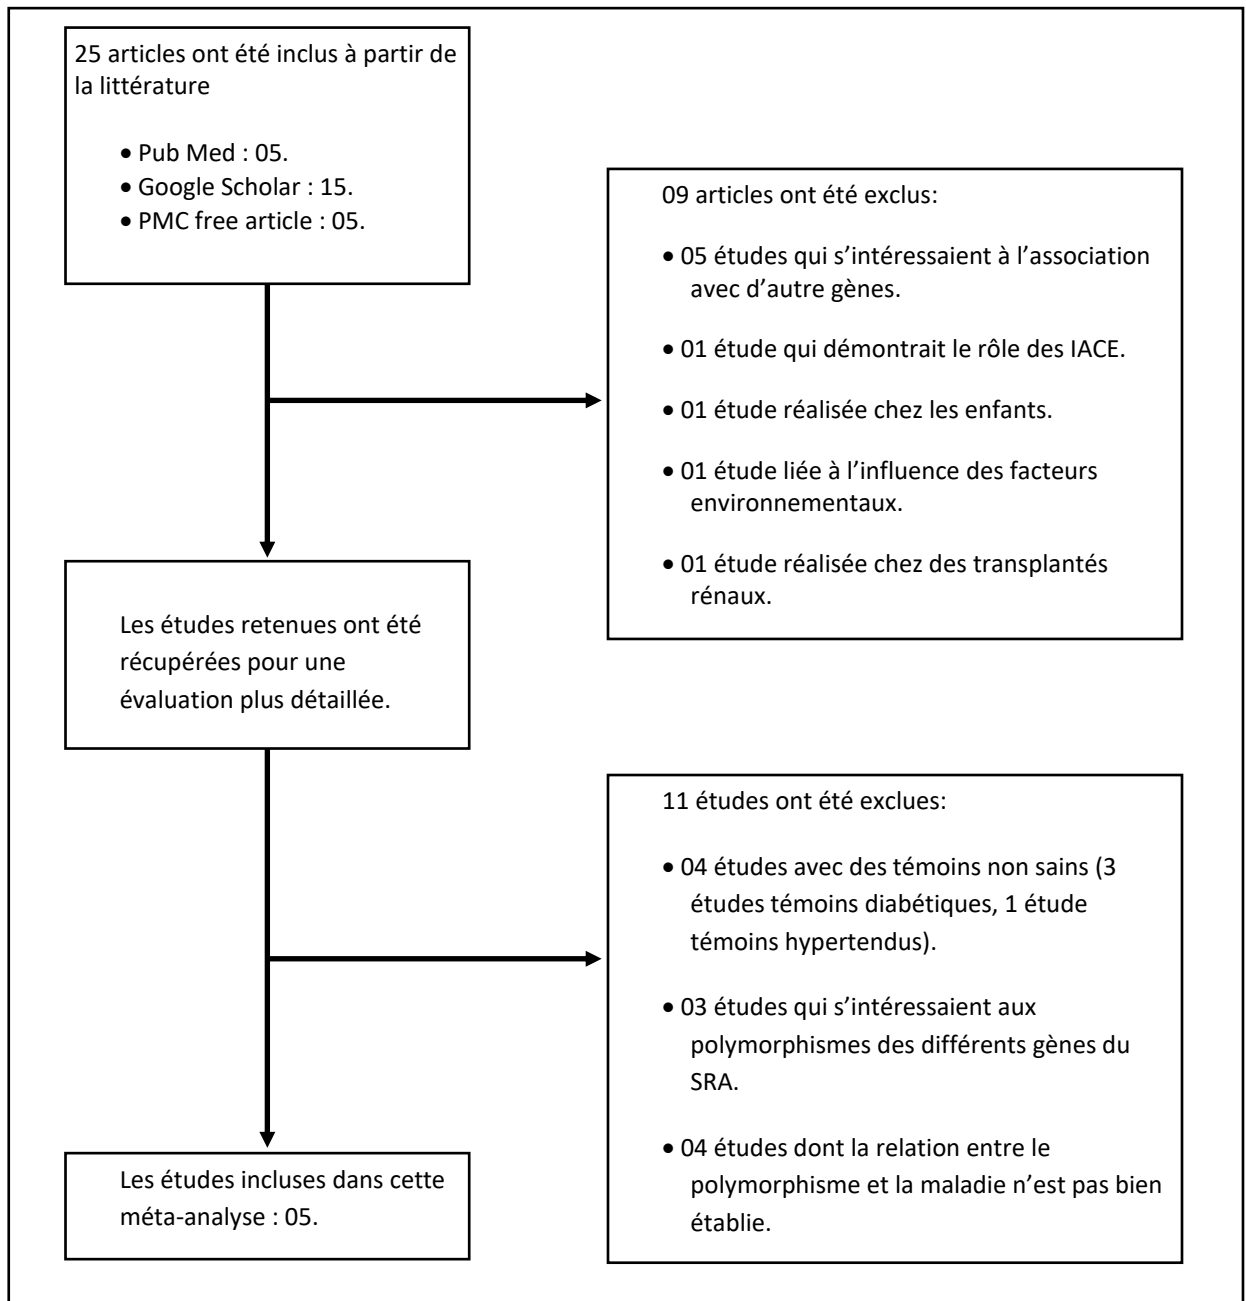 25 articles ont été inclus à partir de
la littérature
• Pub Med : 05.
• Google Scholar : 15.
• PMC free article : 05.
09 articles ont été exclus:
• 05 études qui s’intéressaient à l’association
avec d’autre gènes.
• 01 étude qui démontrait le rôle des IACE.
• 01 étude réalisée chez les enfants.
• 01 étude liée à l’influence des facteurs
environnementaux.
• 01 étude réalisée chez des transplantés
rénaux.
Les études retenues ont été
récupérées pour une
évaluation plus détaillée.
11 études ont été exclues:
• 04 études avec des témoins non sains (3
études témoins diabétiques, 1 étude
témoins hypertendus).
• 03 études qui s’intéressaient aux
polymorphismes des différents gènes du
SRA.
• 04 études dont la relation entre le
polymorphisme et la maladie n’est pas bien
établie.
Les études incluses dans cette
méta-analyse : 05.